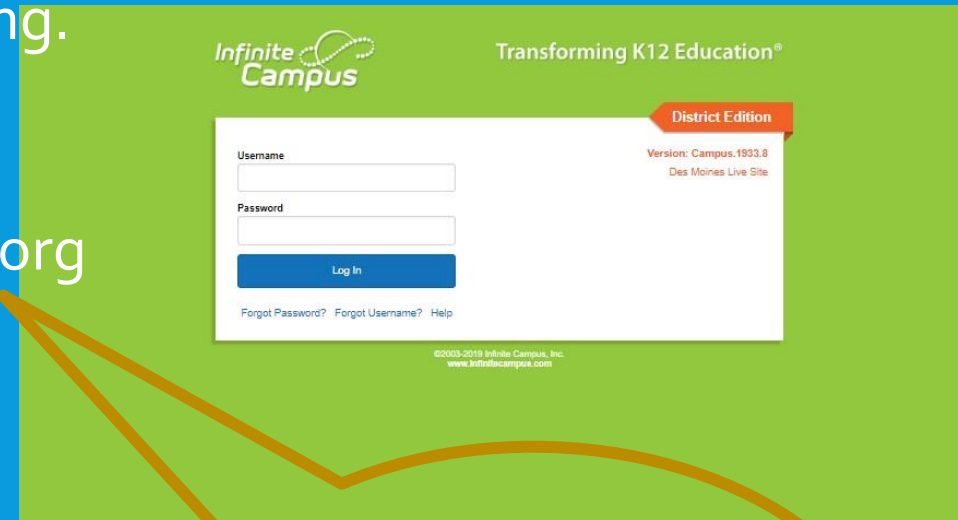 ng.
Infinite
Campus
Transforming K12 Education®
District Edition
Version: Campus.1933.8
Des Moines Live Site
Username
Password
org
Log In
Forgot Password? Forgot Username? Help
©2003-2019 Infinite Campus, Inc.
www.infinitecampus.com